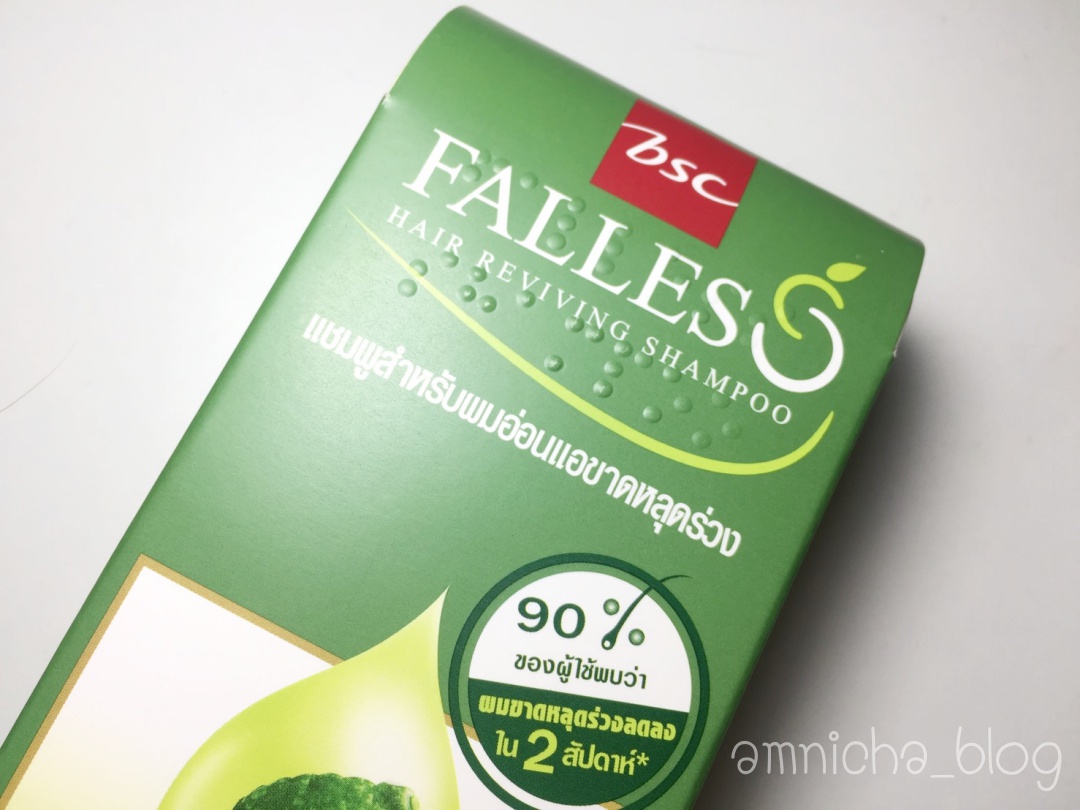 bsc
FALLESS
HAIR REVIVING SHAMPOO
แชมพูสำหรับผมอ่อนแอขาดหลุดร่วง
90%
ของผู้ใช้พบว่า
ผมขาดหลุดร่วงลดลง
ใน 2 สัปดาห์*
amnicha_blog